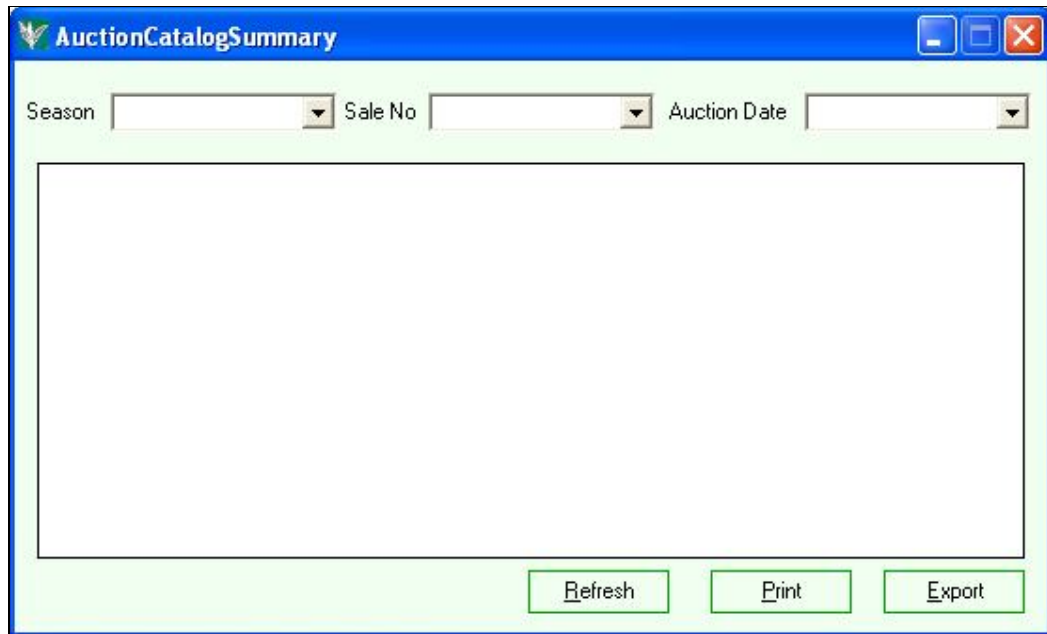 AuctionCatalogSummary
Season Sale No Auction Date
Refresh Print Export